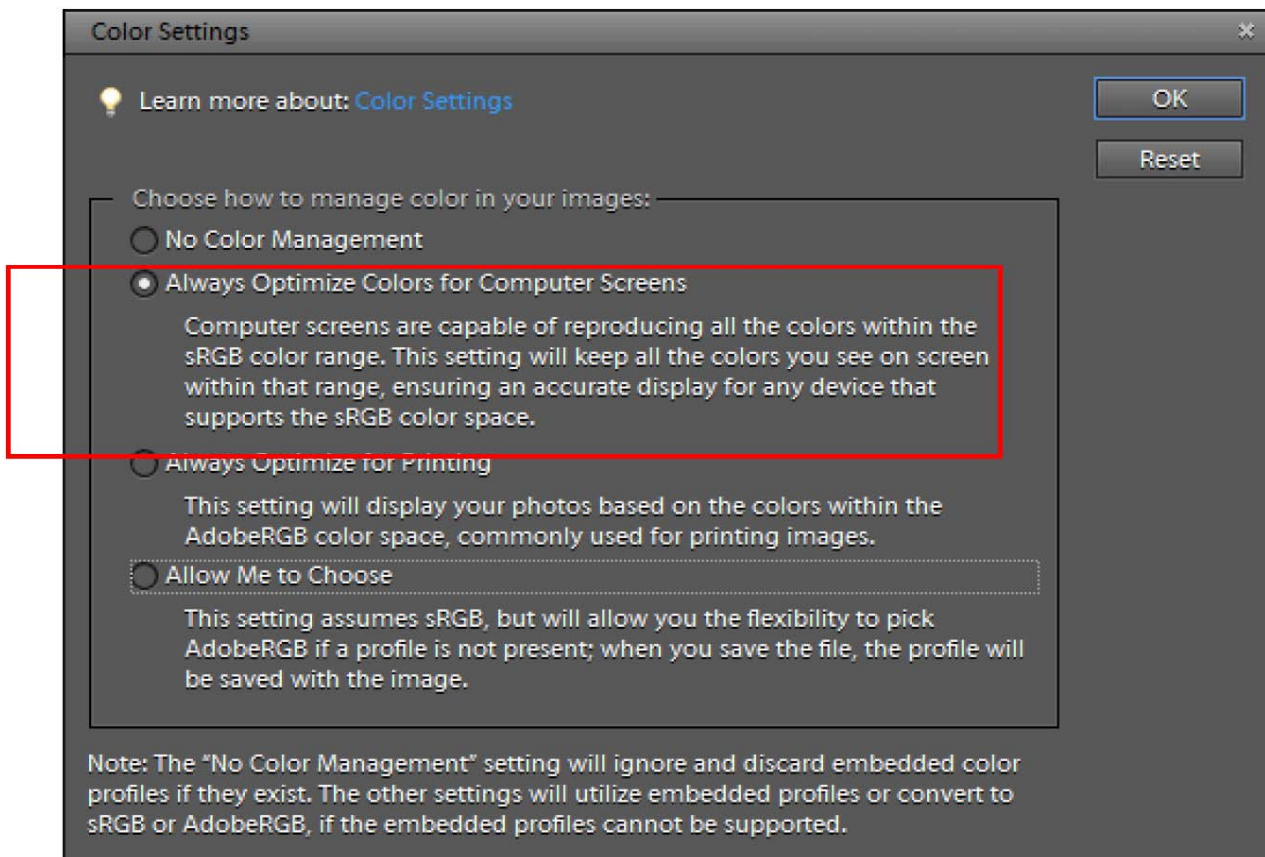 Color Settings
Learn more about: Color Settings
OK
Reset
Choose how to manage color in your images:
No Color Management
Always Optimize Colors for Computer Screens
Computer screens are capable of reproducing all the colors within the
sRGB color range. This setting will keep all the colors you see on screen
within that range, ensuring an accurate display for any device that
supports the sRGB color space.
Always Optimize for Printing
This setting will display your photos based on the colors within the
AdobeRGB color space, commonly used for printing images.
Allow Me to Choose
This setting assumes sRGB, but will allow you the flexibility to pick
AdobeRGB if a profile is not present; when you save the file, the profile will
be saved with the image.
Note: The “No Color Management” setting will ignore and discard embedded color
profiles if they exist. The other settings will utilize embedded profiles or convert to
sRGB or AdobeRGB, if the embedded profiles cannot be supported.